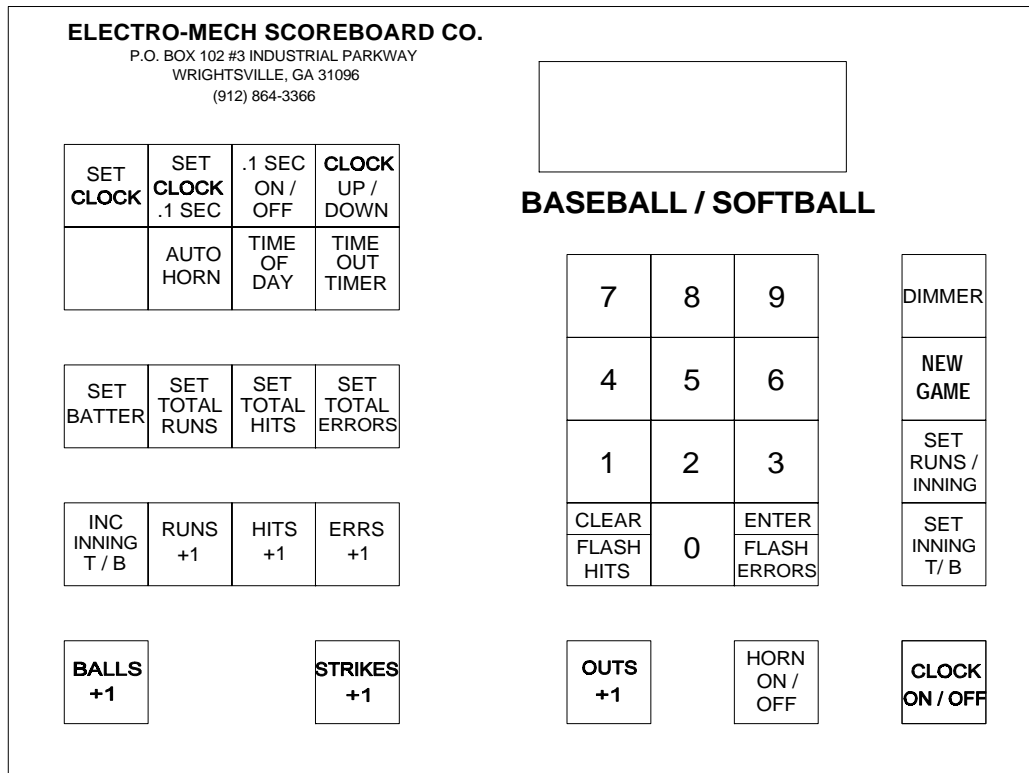 ELECTRO-MECH SCOREBOARD CO.
P.O. BOX 102 #3 INDUSTRIAL PARKWAY
WRIGHTSVILLE, GA 31096
(912) 864-3366
SET
CLOCK
SET
CLOCK
.1 SEC
.1 SEC
ON /
OFF
CLOCK
UP /
DOWN
AUTO
HORN
TIME
OF
DAY
TIME
OUT
TIMER
BASEBALL / SOFTBALL
7
8
9
DIMMER
SET
BATTER
SET
TOTAL
RUNS
SET
TOTAL
HITS
SET
TOTAL
ERRORS
4
5
6
NEW
GAME
1
2
3
SET
RUNS /
INNING
INC
INNING
T / B
RUNS
+1
HITS
+1
ERRS
+1
CLEAR
FLASH
HITS
0
ENTER
FLASH
ERRORS
SET
INNING
T/ B
BALLS
+1
STRIKES
+1
OUTS
+1
HORN
ON /
OFF
CLOCK
ON / OFF